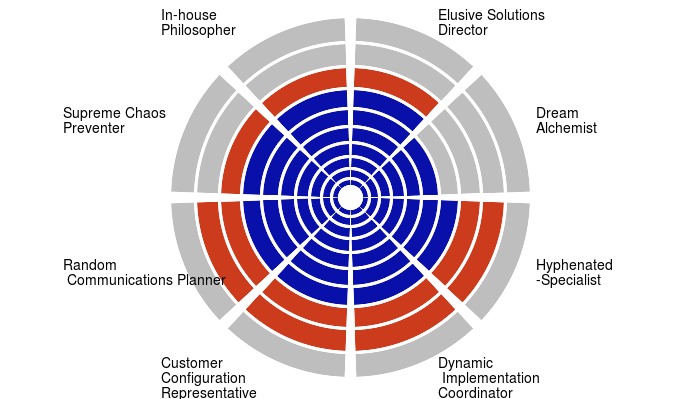 In-house
Philosopher
Elusive Solutions
Director
Supreme Chaos
Preventer
Dream
Alchemist
Random
Communications Planner
Hyphenated
-Specialist
Customer
Configuration
Representative
Dynamic
Implementation
Coordinator